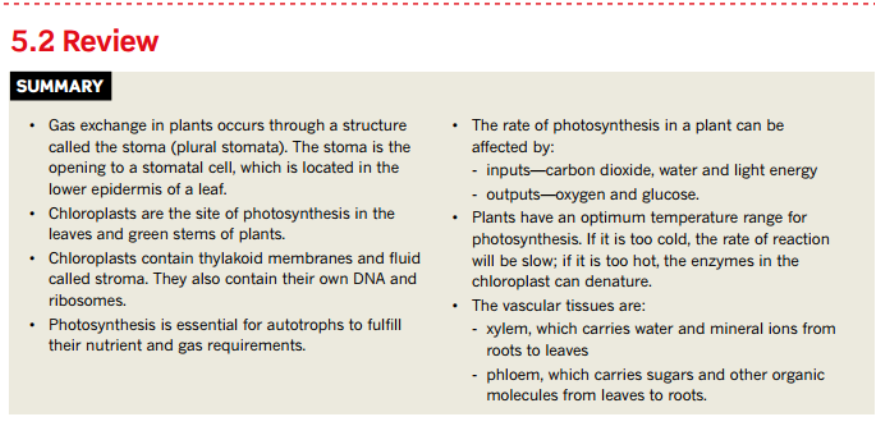 5.2 Review
SUMMARY
• Gas exchange in plants occurs through a structure
called the stoma (plural stomata). The stoma is the
opening to a stomatal cell, which is located in the
lower epidermis of a leaf.
• Chloroplasts are the site of photosynthesis in the
leaves and green stems of plants.
• Chloroplasts contain thylakoid membranes and fluid
called stroma. They also contain their own DNA and
ribosomes.
• Photosynthesis is essential for autotrophs to fulfill
their nutrient and gas requirements.
• The rate of photosynthesis in a plant can be
affected by:
- inputs—carbon dioxide, water and light energy
- outputs—oxygen and glucose.
• Plants have an optimum temperature range for
photosynthesis. If it is too cold, the rate of reaction
will be slow; if it is too hot, the enzymes in the
chloroplast can denature.
• The vascular tissues are:
- xylem, which carries water and mineral ions from
roots to leaves
- phloem, which carries sugars and other organic
molecules from leaves to roots.